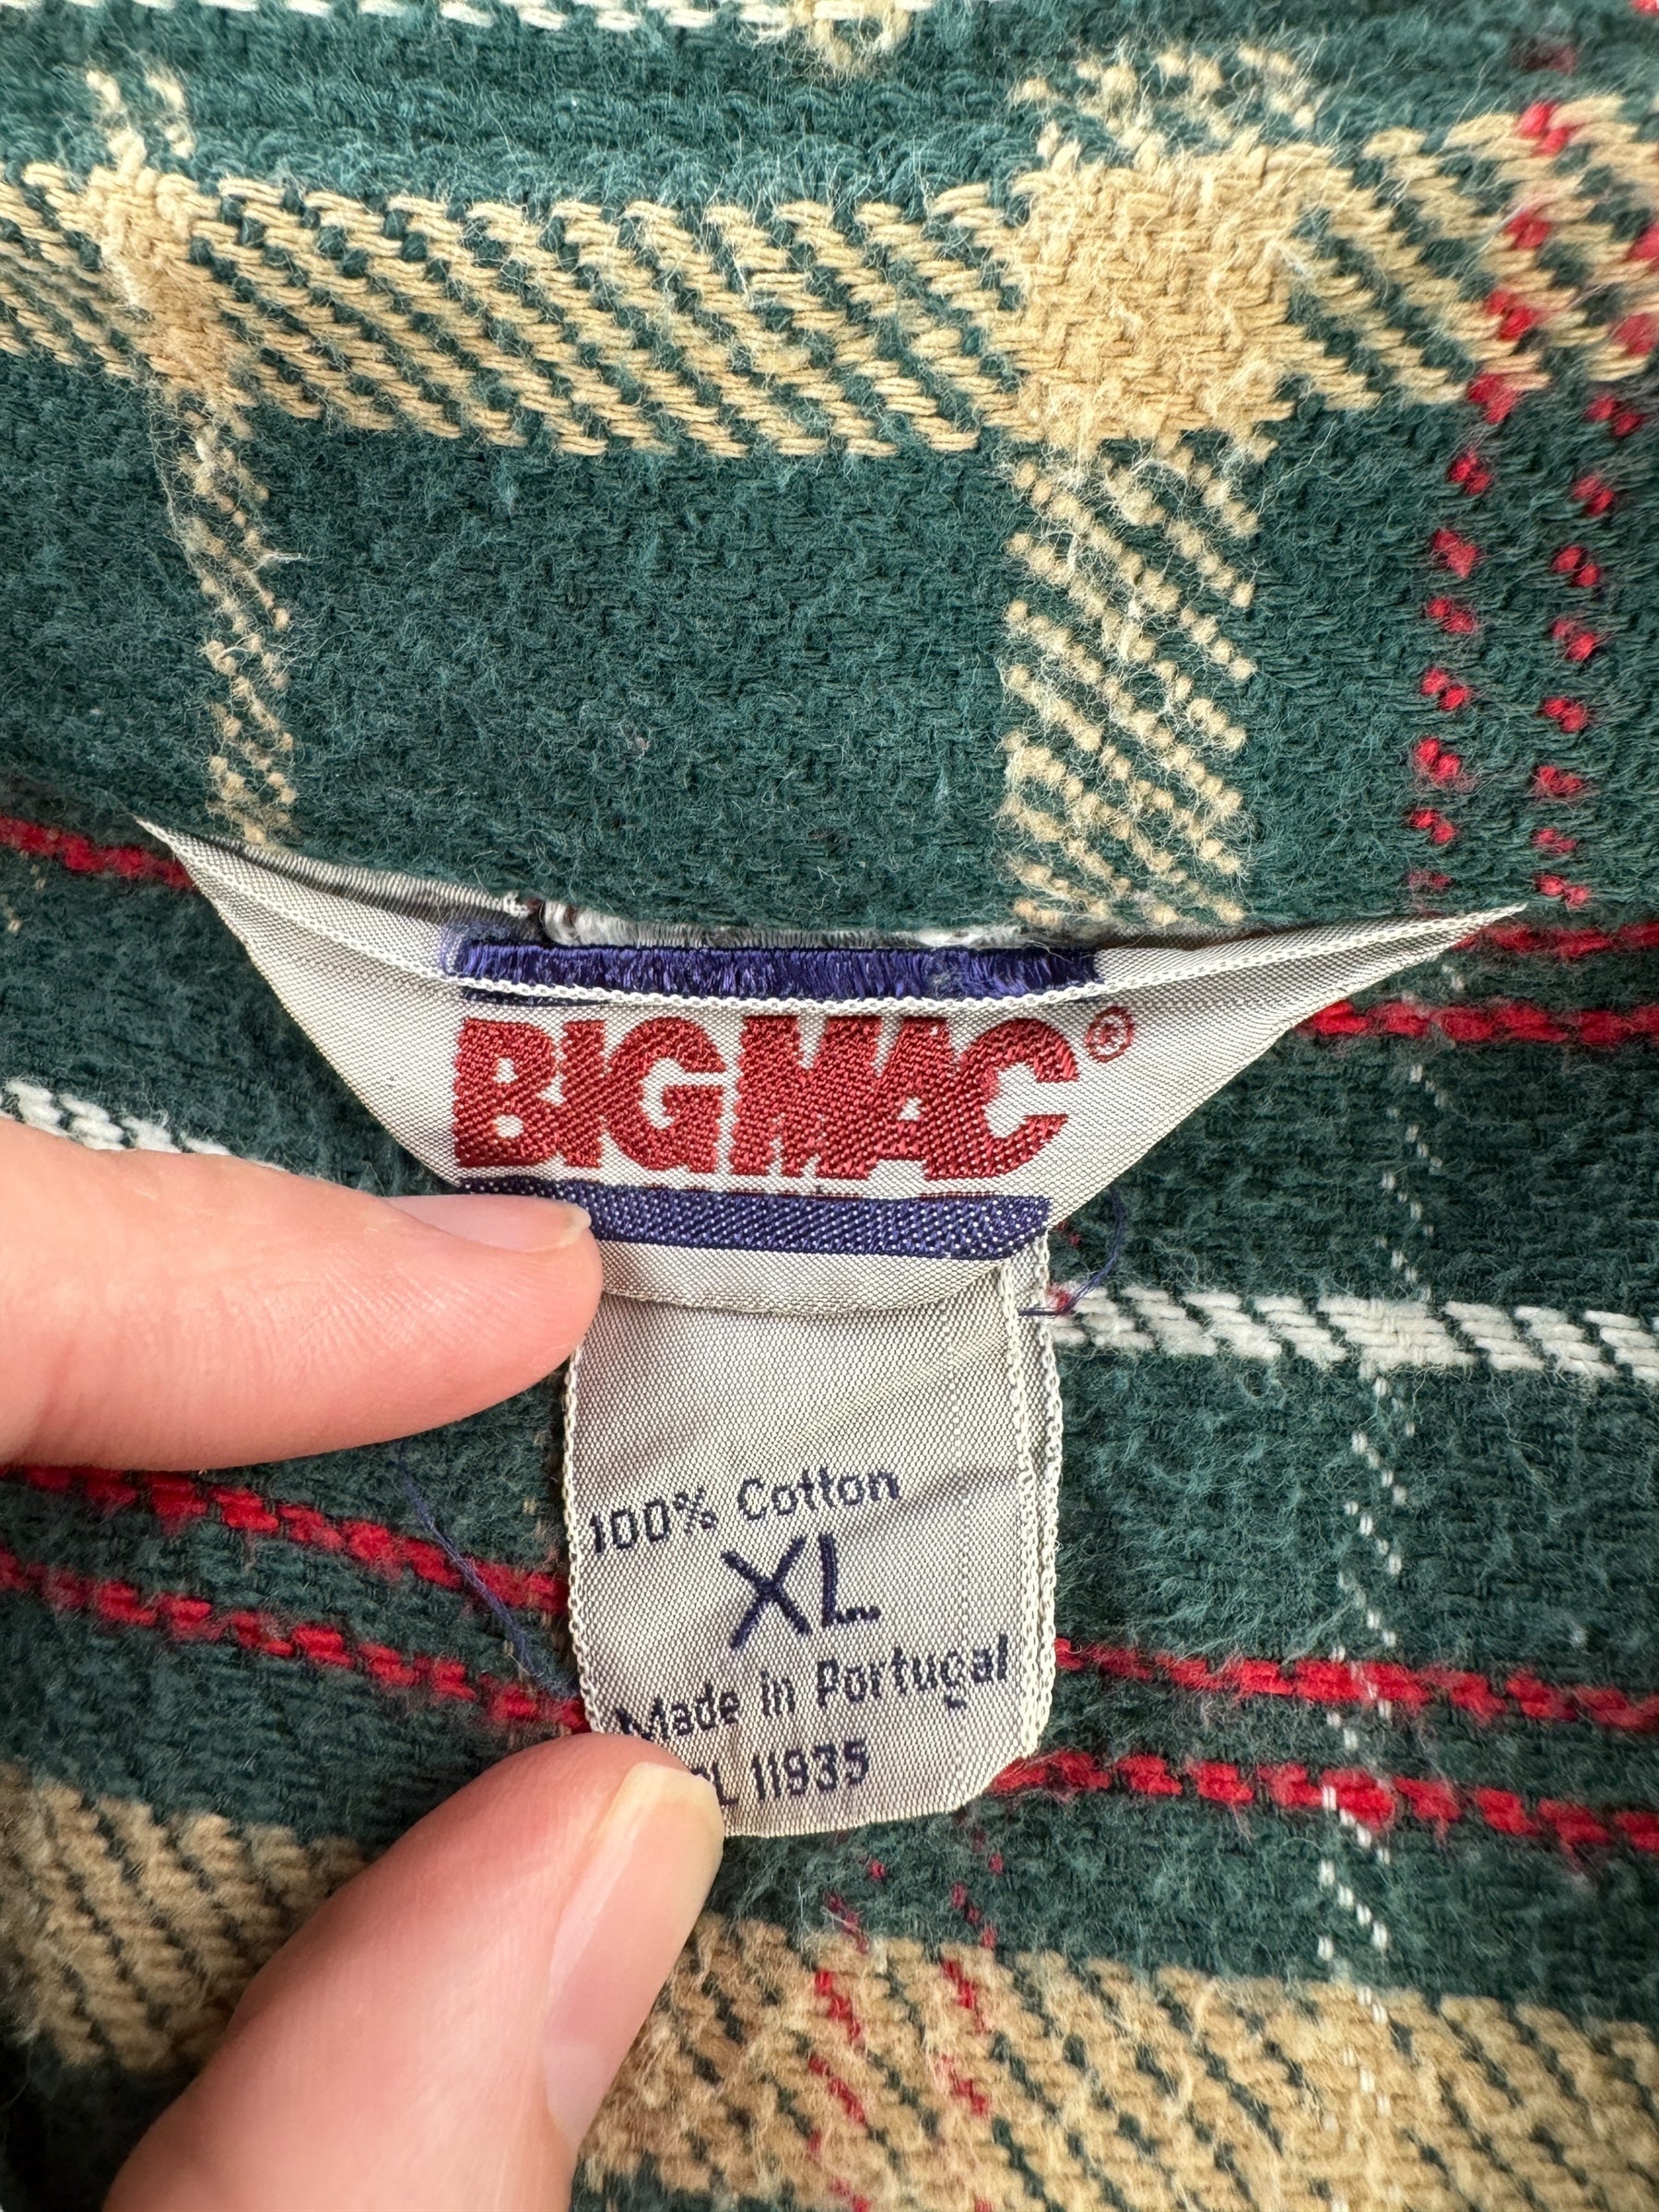 BIGMAC®
100% Cotton
XL
Made in Portugal
11935